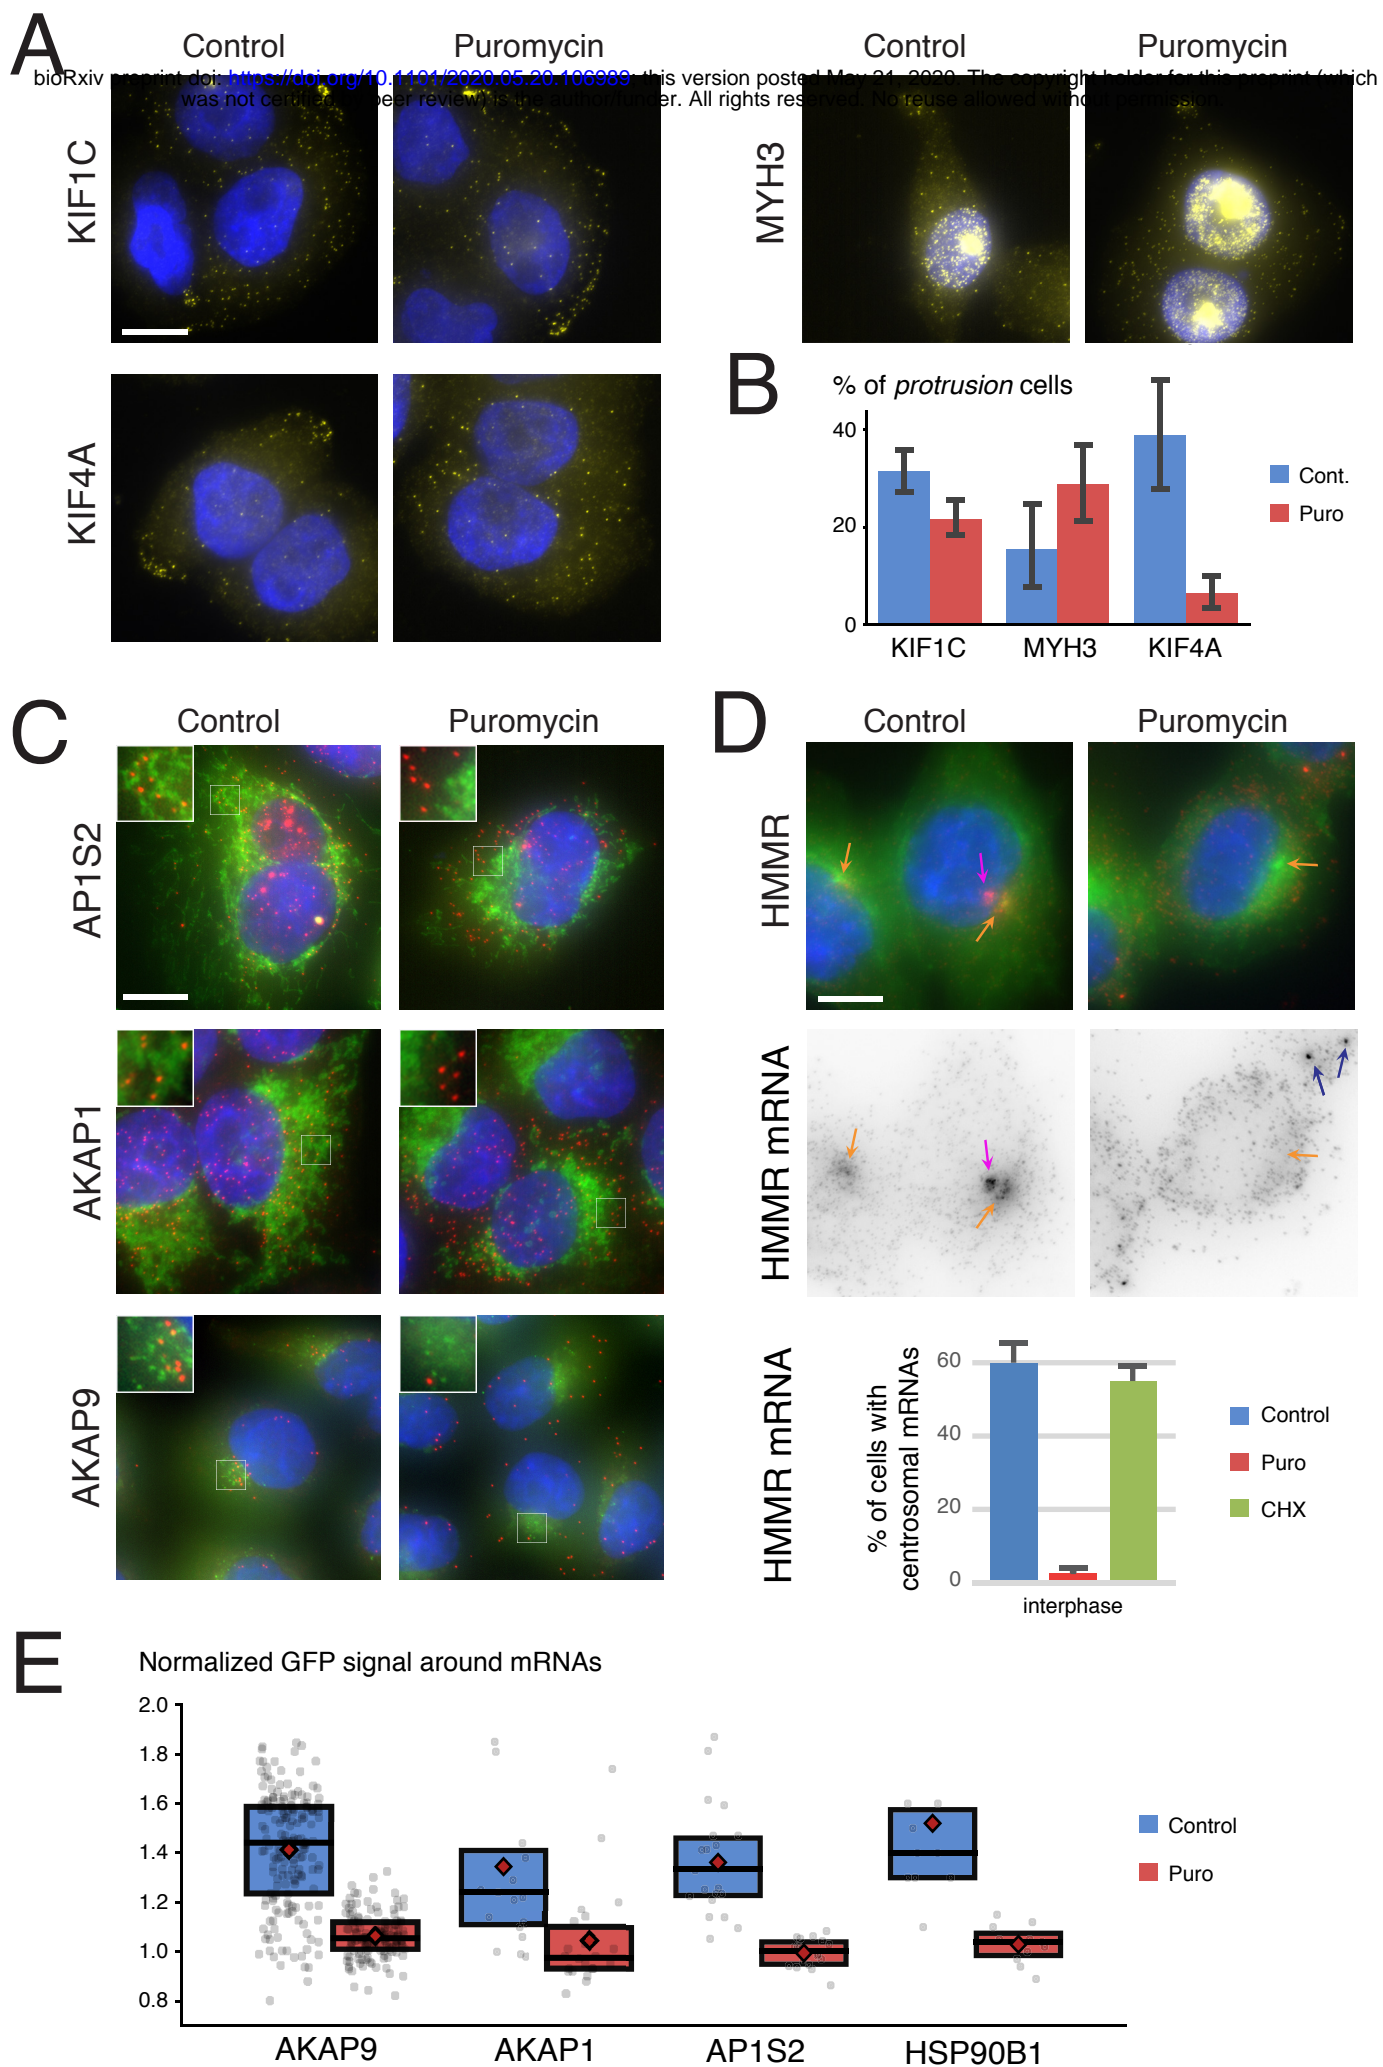 A
Control
Puromycin
Control
Puromycin
bioRxiv preprint doi: https://doi.org/10.1101/2020.05.20.106989; this version posted May 21, 2020. The copyright holder for this preprint (which
was not certified by peer review) is the author/funder. All rights reserved. No reuse allowed without permission.
KIF1C
MYH3
KIF4A
B
% of protrusion cells
40
20
0
KIF1C
MYH3
KIF4A
Cont.
Puro
C
Control
Puromycin
AP1S2
AKAP1
AKAP9
D
Control
Puromycin
HMMR
HMMR mRNA
HMMR mRNA
% of cells with
centrosomal mRNAs
60
40
20
0
interphase
Control
Puro
CHX
E
Normalized GFP signal around mRNAs
2.0
1.8
1.6
1.4
1.2
1.0
0.8
AKAP9
AKAP1
AP1S2
HSP90B1
Control
Puro